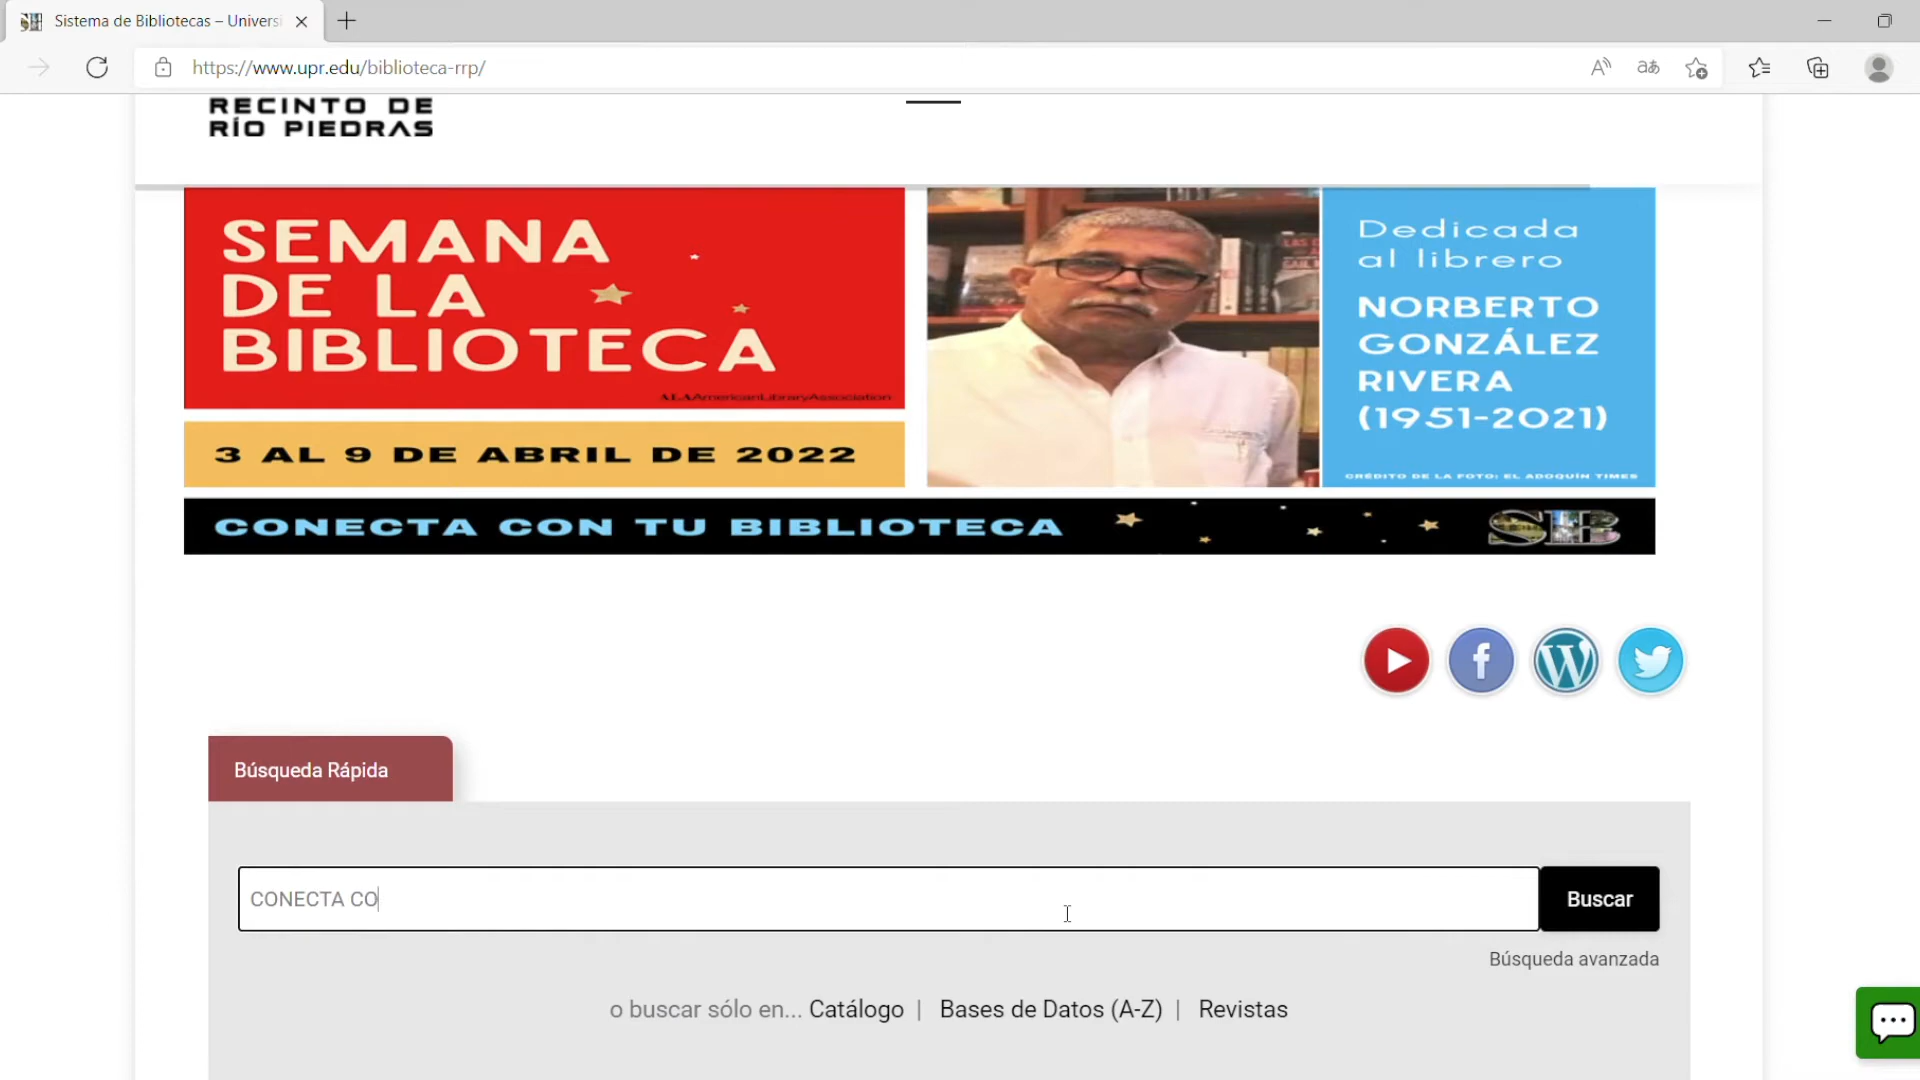 Sistema de Bibliotecas – Universi
https://www.upr.edu/biblioteca-rrp/
RECINTO DE
RÍO PIEDRAS
SEMANA
DE LA
BIBLIOTECA
ALAAmericanLibraryAssociation
3 AL 9 DE ABRIL DE 2022
Dedicada
al librero
NORBERTO
GONZÁLEZ
RIVERA
(1951-2021)
CRÉDITO DE LA FOTO: EL ADOQUÍN TIMES
CONECTA CON TU BIBLIOTECA
SB
Búsqueda Rápida
CONECTA CO
Buscar
Búsqueda avanzada
o buscar sólo en... Catálogo | Bases de Datos (A-Z) | Revistas